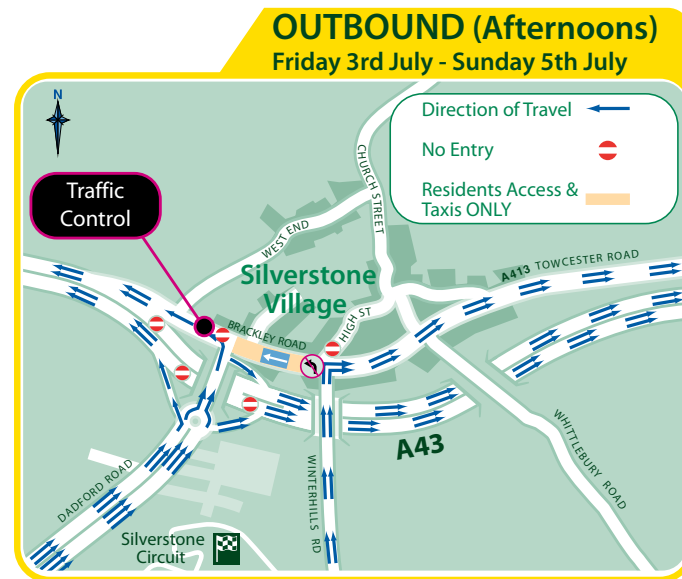 OUTBOUND (Afternoons)
Friday 3rd July - Sunday 5th July
N
Direction of Travel
No Entry
Residents Access &
Taxis ONLY
Traffic
Control
CHURCH STREET
WEST END
A413 TOWCESTER ROAD
Silverstone
Village
HIGH ST
BRACKLEY ROAD
A43
WHITTLEBURY ROAD
DADFORD ROAD
WINTERHILLS RD
Silverstone
Circuit